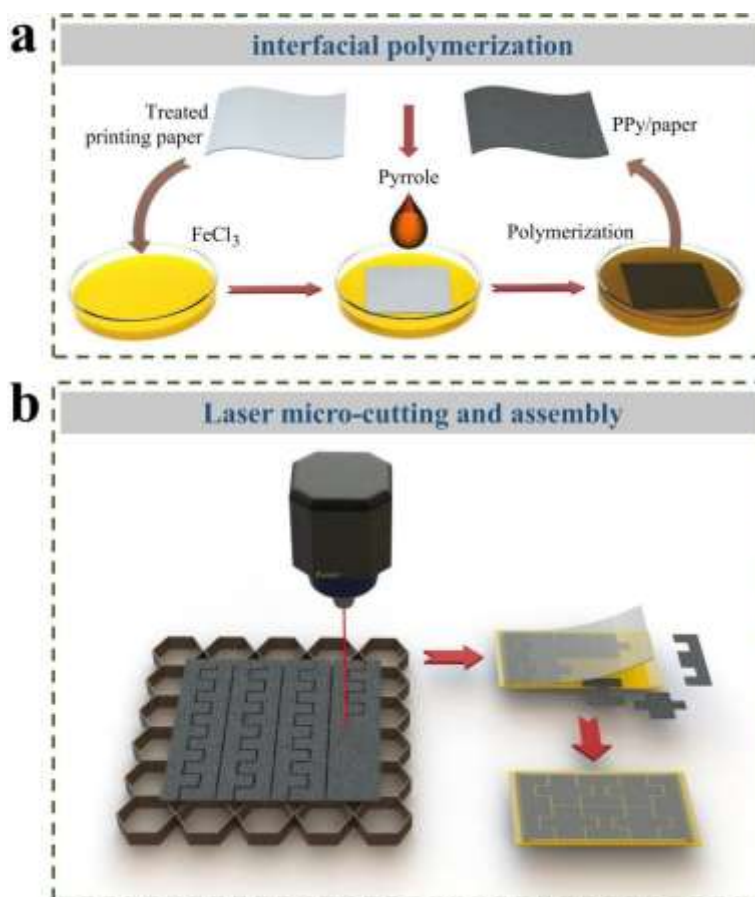 a
interfacial polymerization
Treated
printing paper
PPy/paper
Pyrrole
FeCl₃
Polymerization
b
Laser micro-cutting and assembly